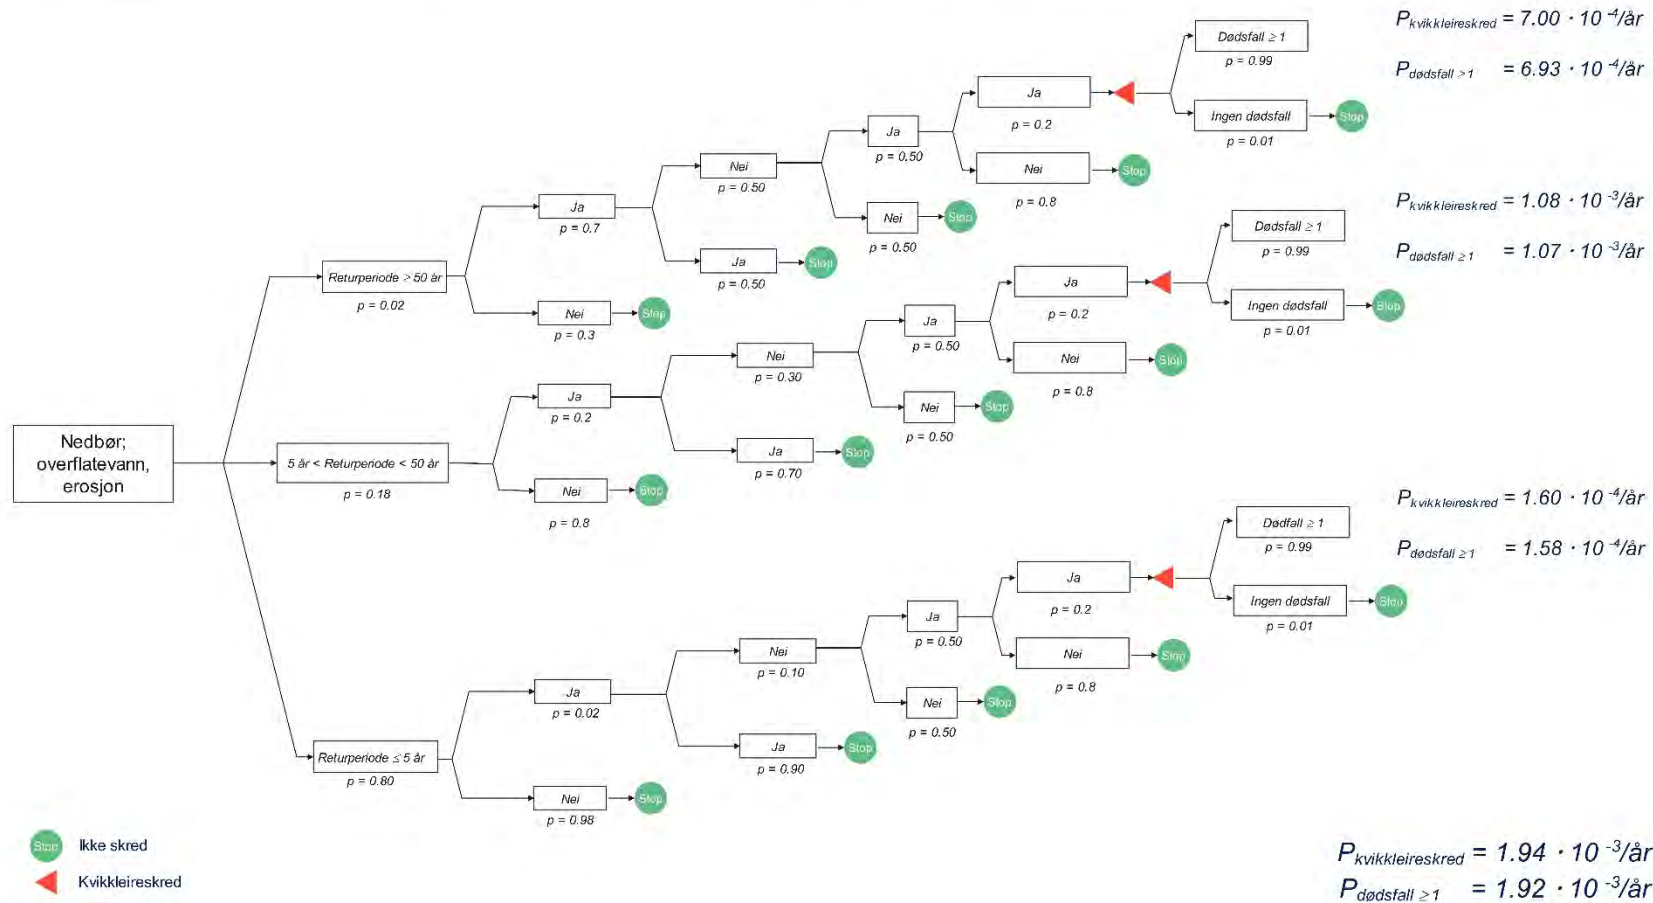 P kvikkleireskred = 7.00 · 10 -4/år
Dødsfall ≥ 1
p = 0.99
P dødsfall ≥1 = 6.93 · 10 -4/år
Ja
p = 0.2
Ingen dødsfall
Stop
p = 0.01
Ja
p = 0.50
Nei
Stop
p = 0.8
Nei
p = 0.50
Nei
Stop
p = 0.50
Ja
p = 0.7
Ja
Stop
p = 0.50
Returperiode > 50 år
p = 0.02
Nei
Stop
p = 0.3
P kvikkleireskred = 1.08 · 10 -3/år
Dødsfall ≥ 1
p = 0.99
P dødsfall ≥1 = 1.07 · 10 -3/år
Ja
p = 0.2
Ingen dødsfall
Stop
p = 0.01
Ja
p = 0.50
Nei
Stop
p = 0.8
Nei
p = 0.30
Nei
Stop
p = 0.50
Ja
p = 0.2
Ja
Stop
p = 0.70
Nedbør;
overflatevann,
erosjon
5 år < Returperiode < 50 år
p = 0.18
Nei
Stop
p = 0.8
P kvikkleireskred = 1.60 · 10 -4/år
Dødfall ≥ 1
p = 0.99
P dødsfall ≥1 = 1.58 · 10 -4/år
Ja
p = 0.2
Ingen dødsfall
Stop
p = 0.01
Ja
p = 0.50
Nei
Stop
p = 0.8
Nei
p = 0.10
Nei
Stop
p = 0.50
Ja
p = 0.02
Ja
Stop
p = 0.90
Returperiode ≤ 5 år
p = 0.80
Nei
Stop
p = 0.98
Stop Ikke skred
Kvikkleireskred
P kvikkleireskred = 1.94 · 10 -3/år
P dødsfall ≥ 1 = 1.92 · 10 -3/år